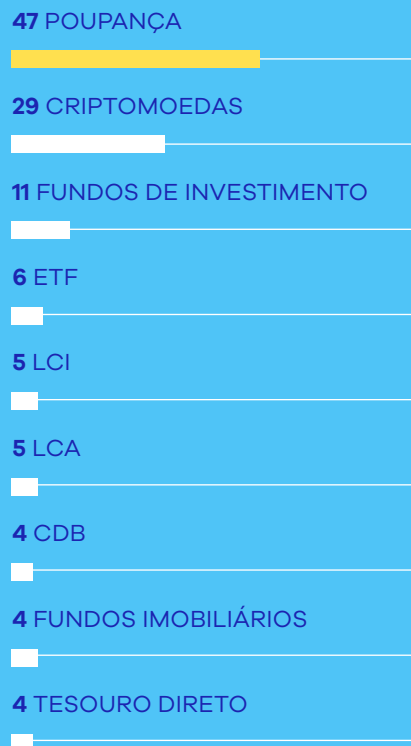 47 POUPANÇA
29 CRIPTOMOEDAS
11 FUNDOS DE INVESTIMENTO
6 ETF
5 LCI
5 LCA
4 CDB
4 FUNDOS IMOBILIÁRIOS
4 TESOURO DIRETO